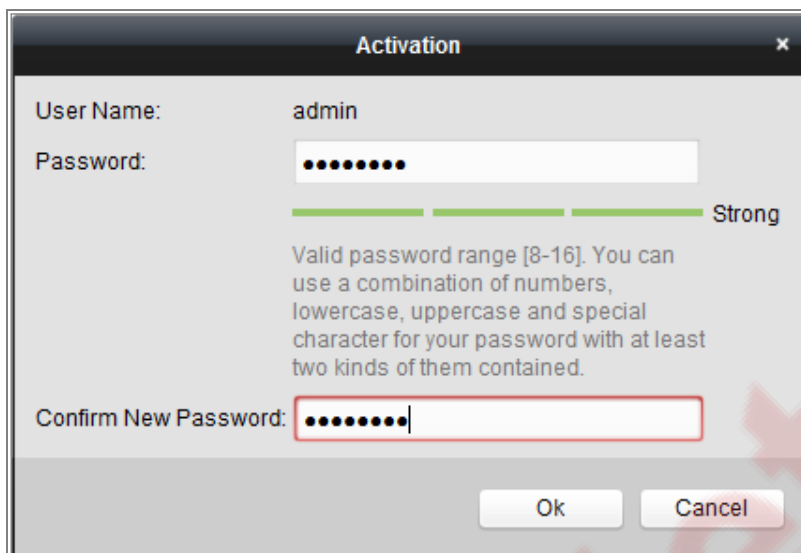 Activation ×
User Name: admin
Password: ●●●●●●●●
Strong
Valid password range [8-16]. You can
use a combination of numbers,
lowercase, uppercase and special
character for your password with at least
two kinds of them contained.
Confirm New Password: ●●●●●●●●
Ok Cancel